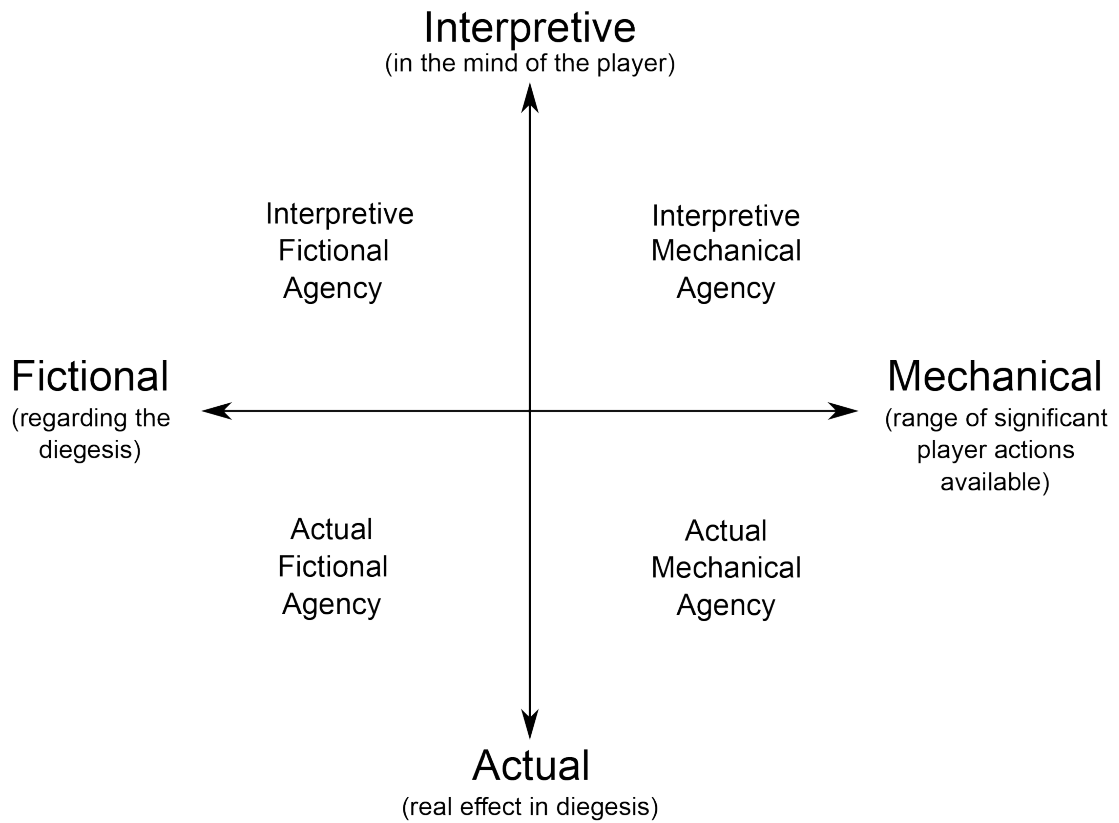 Interpretive
(in the mind of the player)
Interpretive
Fictional
Agency
Interpretive
Mechanical
Agency
Fictional
(regarding the
diegesis)
Mechanical
(range of significant
player actions
available)
Actual
Fictional
Agency
Actual
Mechanical
Agency
Actual
(real effect in diegesis)